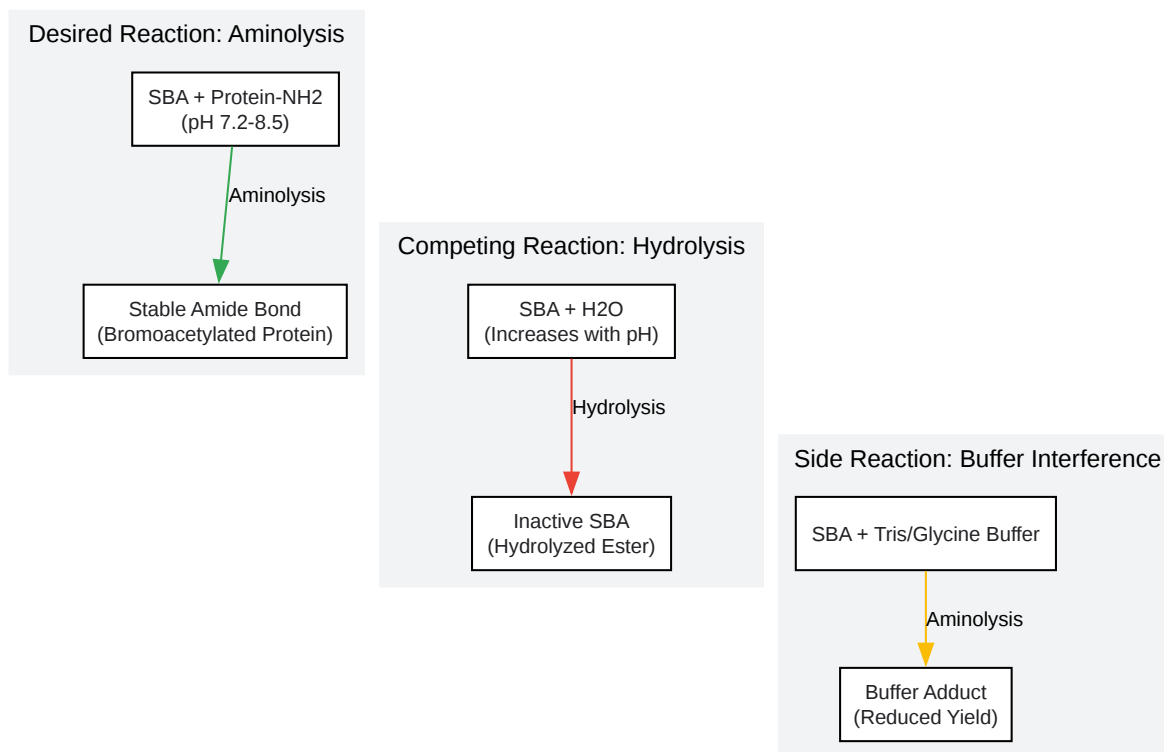 Desired Reaction: Aminolysis
SBA + Protein-NH2
(pH 7.2-8.5)
Aminolysis
Stable Amide Bond
(Bromoacetylated Protein)
Competing Reaction: Hydrolysis
SBA + H2O
(Increases with pH)
Hydrolysis
Inactive SBA
(Hydrolyzed Ester)
Side Reaction: Buffer Interference
SBA + Tris/Glycine Buffer
Aminolysis
Buffer Adduct
(Reduced Yield)